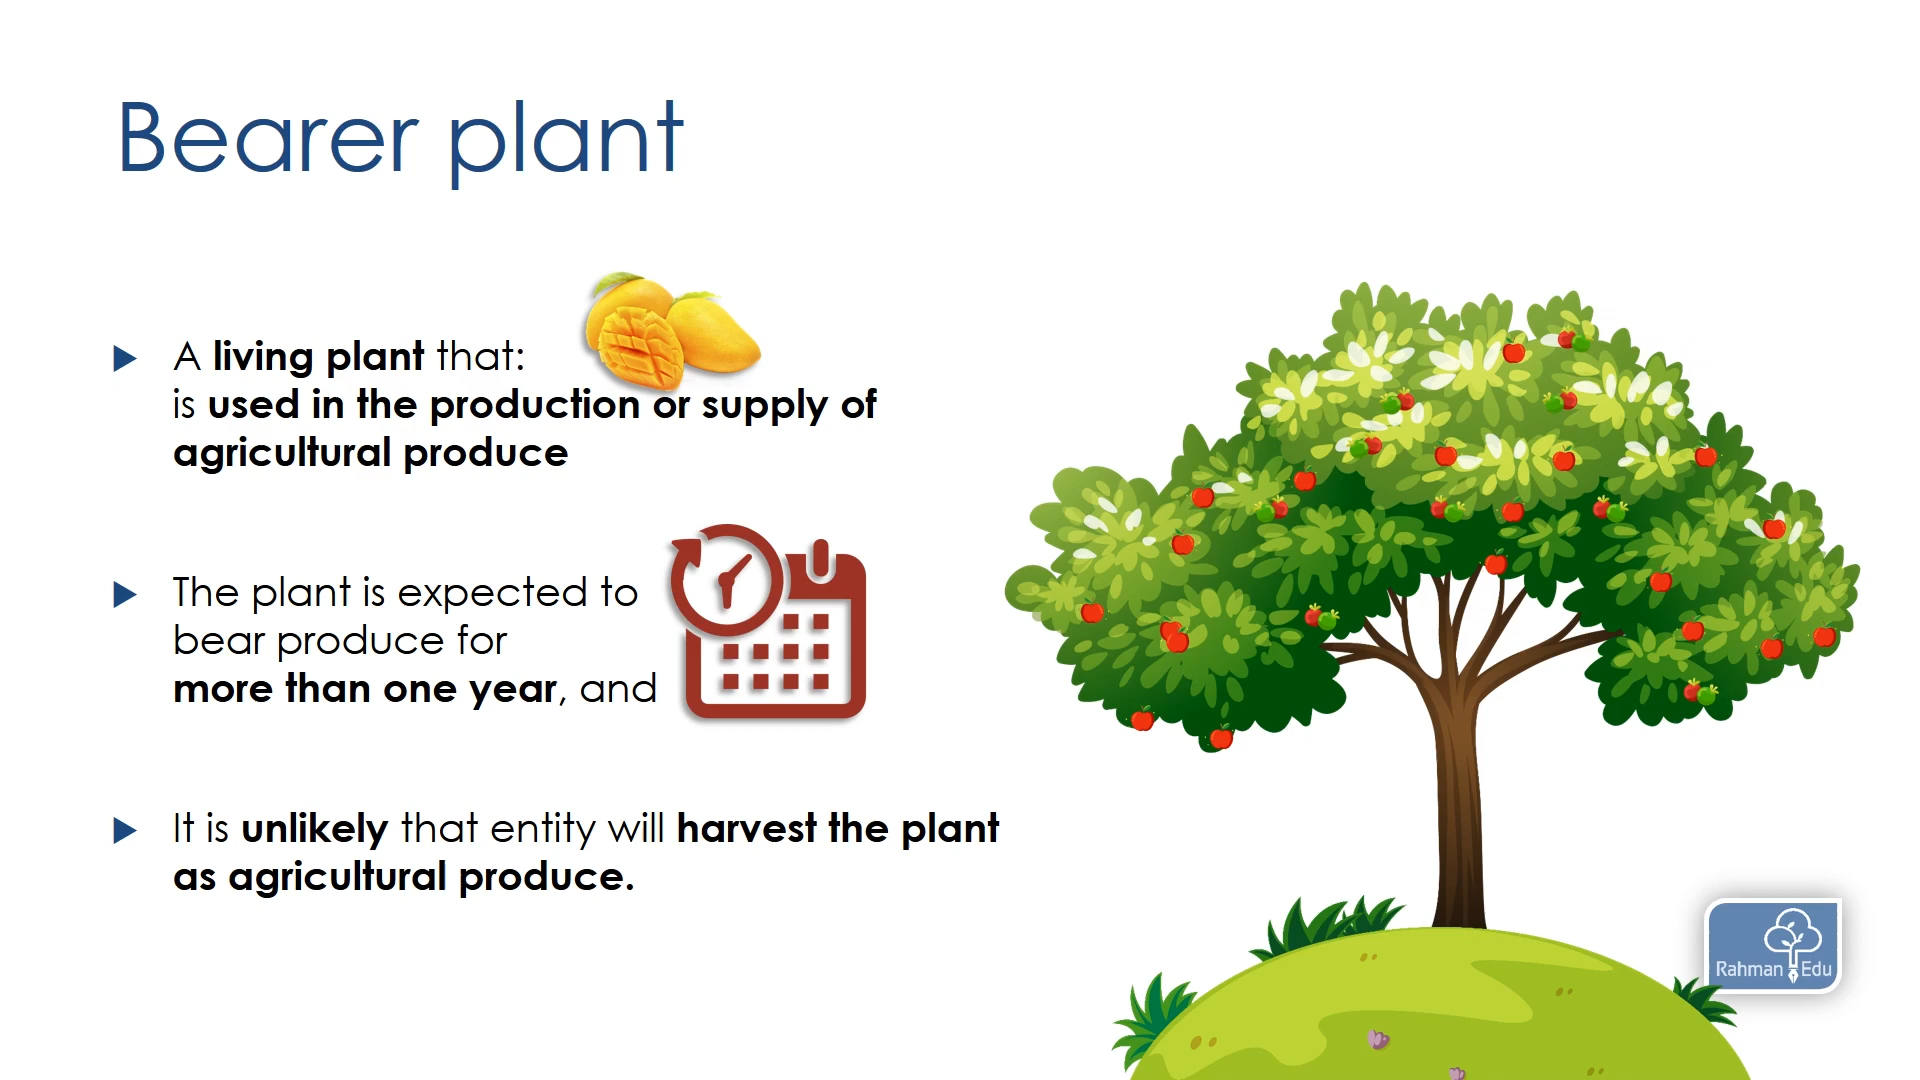 Bearer plant
A living plant that:
is used in the production or supply of
agricultural produce
The plant is expected to
bear produce for
more than one year, and
It is unlikely that entity will harvest the plant
as agricultural produce.
Rahman Edu